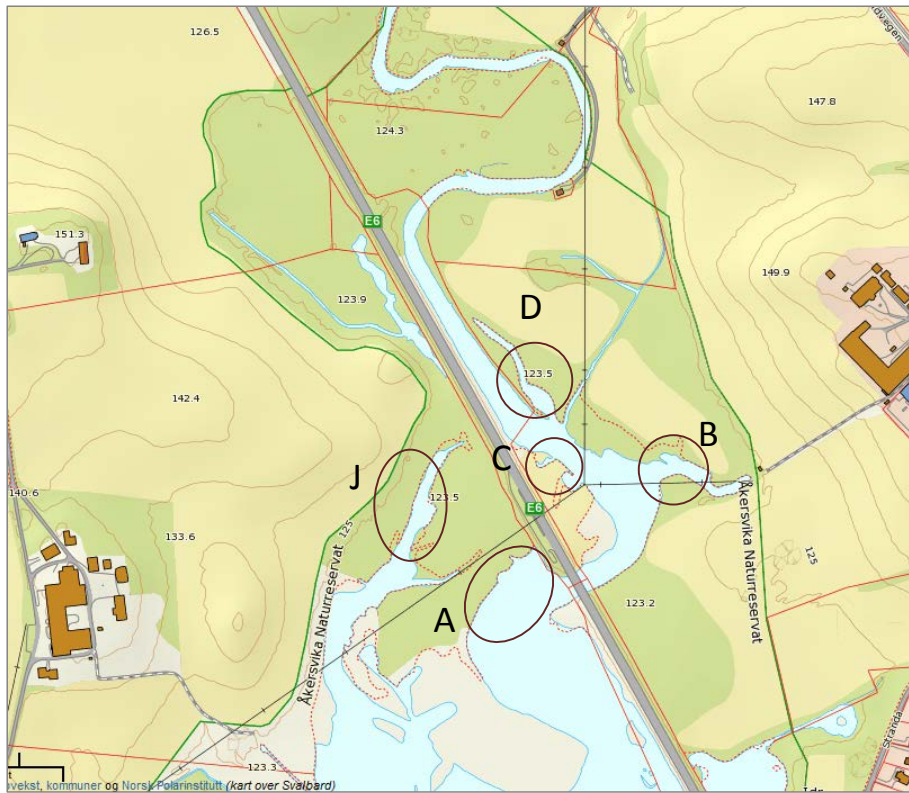 126.5
147.8
124.3
E6
151.3
149.9
123.9
D
123.5
142.4
B
C
J
123.5
140.6
E6
125
133.6
125
Åkersvika Naturreservat
Åkersvika Naturreservat
A
123.2
Stranda
123.3
vekst, kommuner og Norsk Polarinstitutt (kart over Svalbard)